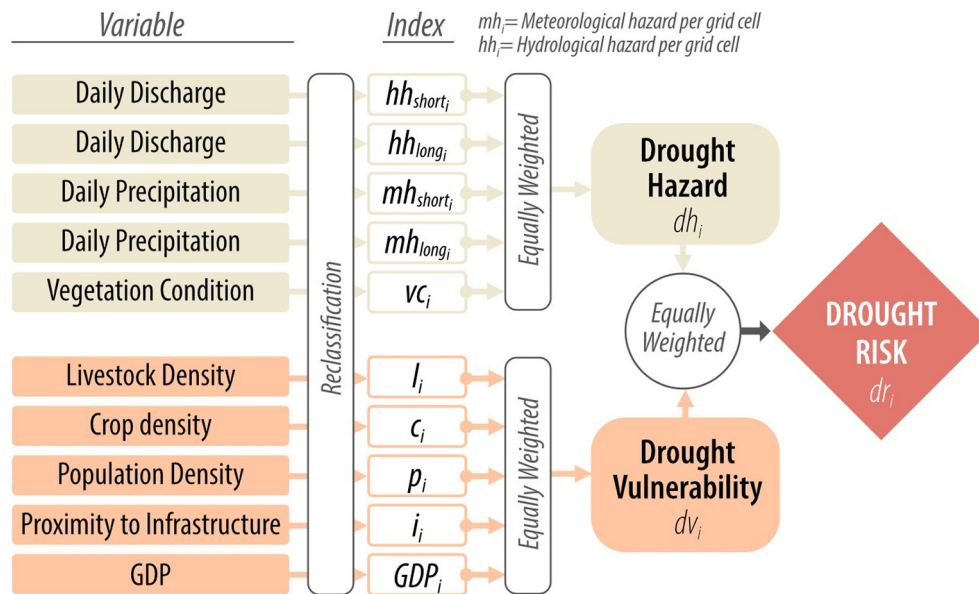 Variable
Index
mhi= Meteorological hazard per grid cell
hhi= Hydrological hazard per grid cell
Daily Discharge
hhshorti
Daily Discharge
hhlongi
Daily Precipitation
mhshorti
Daily Precipitation
mhlongi
Vegetation Condition
vci
Reclassification
Equally Weighted
Drought
Hazard
dhi
Equally
Weighted
DROUGHT
RISK
dri
Livestock Density
li
Crop density
ci
Population Density
pi
Proximity to Infrastructure
ii
GDP
GDPi
Equally Weighted
Drought
Vulnerability
dvi